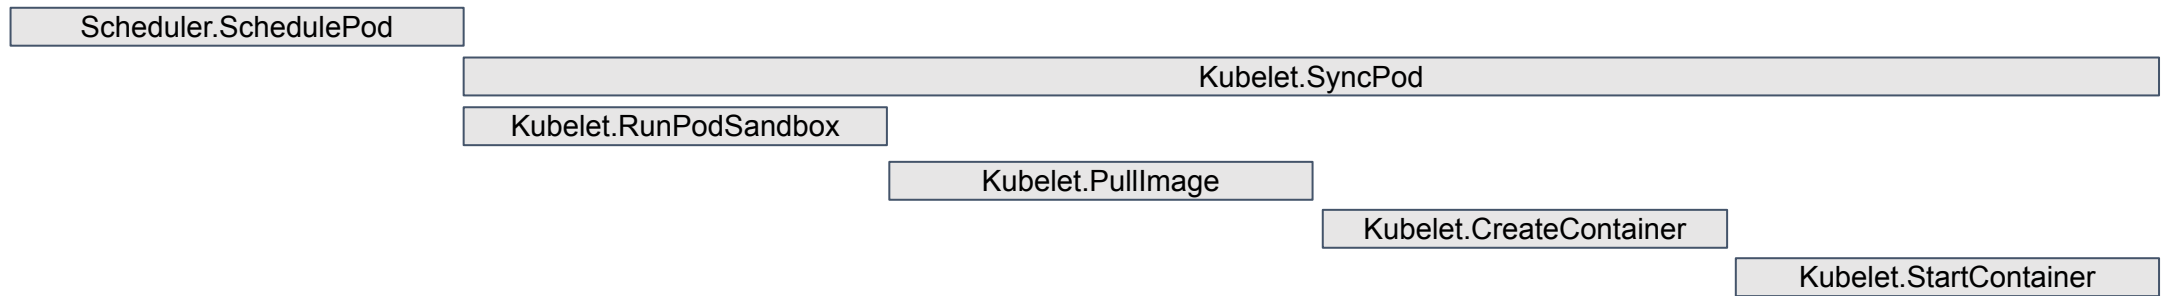 Scheduler.SchedulePod
Kubelet.SyncPod
Kubelet.RunPodSandbox
Kubelet.PullImage
Kubelet.CreateContainer
Kubelet.StartContainer